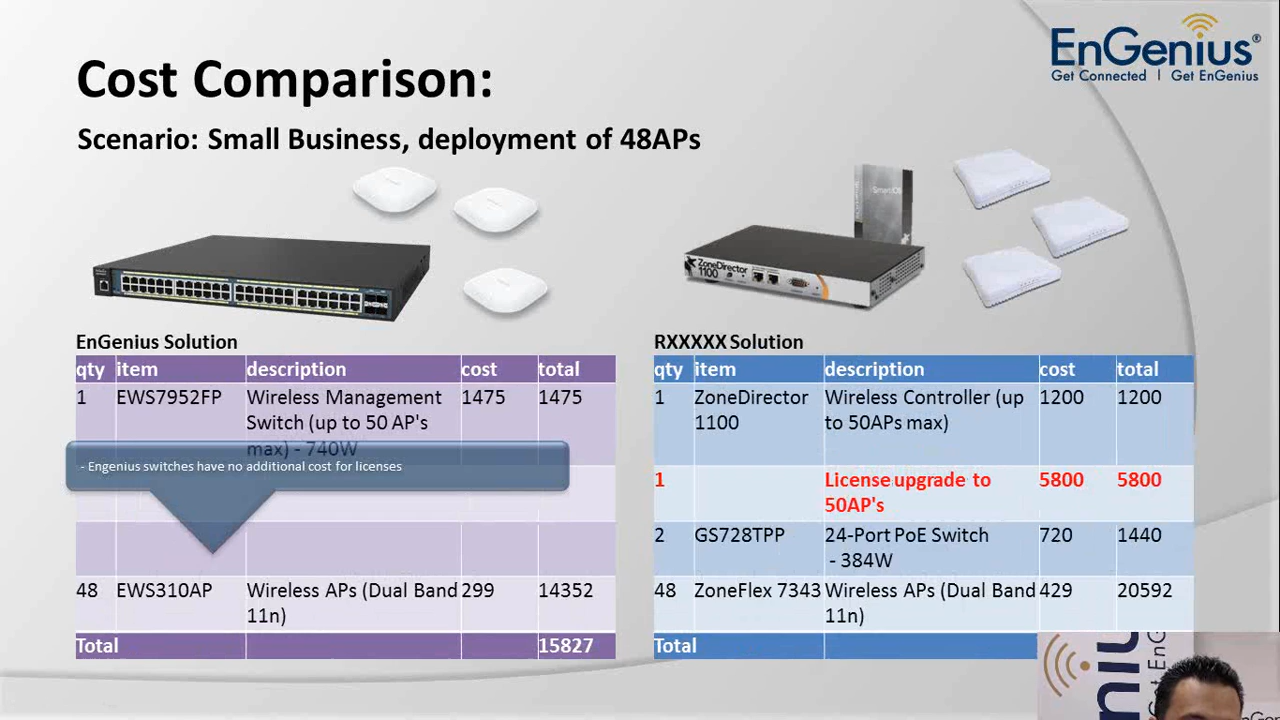 EnGenius®
Get Connected | Get EnGenius
Cost Comparison:
Scenario: Small Business, deployment of 48APs
SmartOS
ZoneDirector
1100
EnGenius Solution
qty item description cost total
1 EWS7952FP Wireless Management 1475 1475
Switch (up to 50 AP's
max) - 740W
- Engenius switches have no additional cost for licenses
48 EWS310AP Wireless APs (Dual Band 299 14352
11n)
Total 15827
RXXXXX Solution
qty item description cost total
1 ZoneDirector Wireless Controller (up 1200 1200
1100 to 50APs max)
1 License upgrade to 5800 5800
50AP's
2 GS728TPP 24-Port PoE Switch 720 1440
- 384W
48 ZoneFlex 7343 Wireless APs (Dual Band 429 20592
11n)
Total